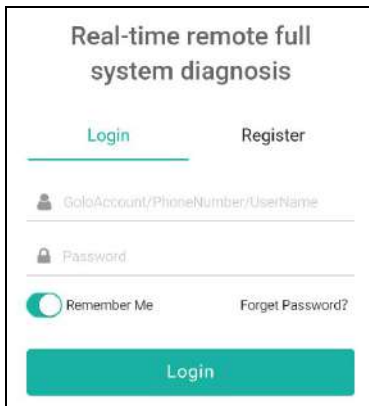 Real-time remote full
system diagnosis
Login Register
GoloAccount/PhoneNumber/UserName
Password
Remember Me Forget Password?
Login